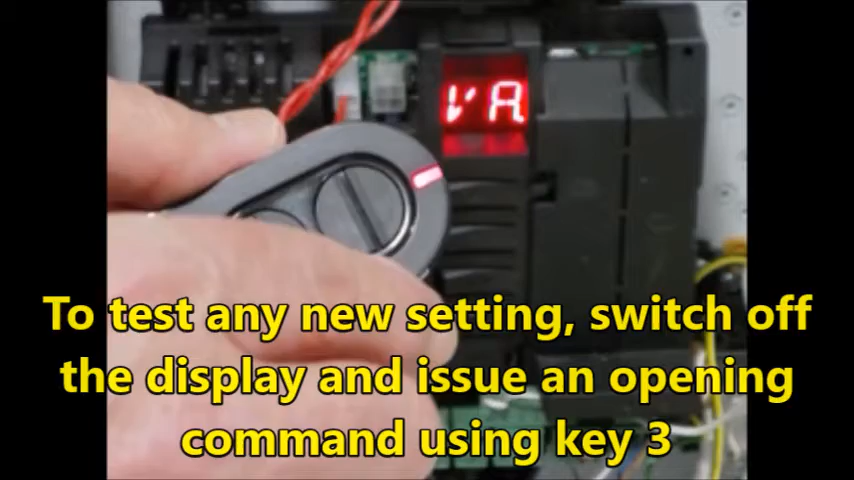 VA
To test any new setting, switch off
the display and issue an opening
command using key 3